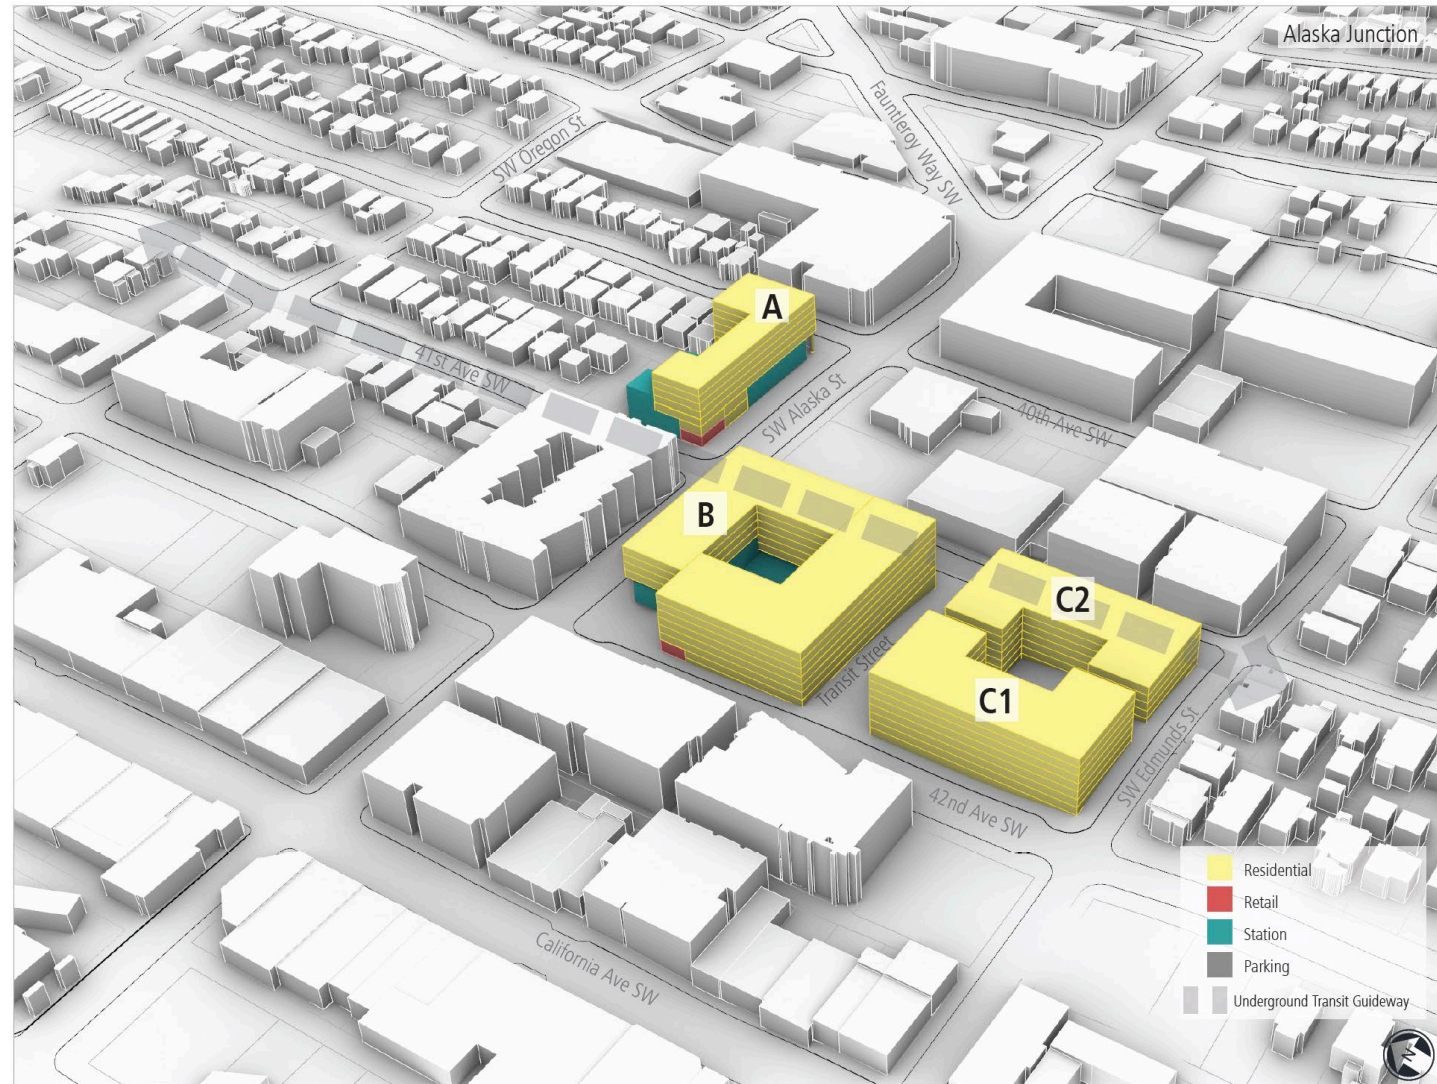 Alaska Junction
Fauntleroy Way SW
SW Oregon St
A
41st Ave SW
SW Alaska St
40th Ave SW
B
C2
Transit Street
C1
SW Edmunds St
42nd Ave SW
California Ave SW
Residential
Retail
Station
Parking
Underground Transit Guideway
N